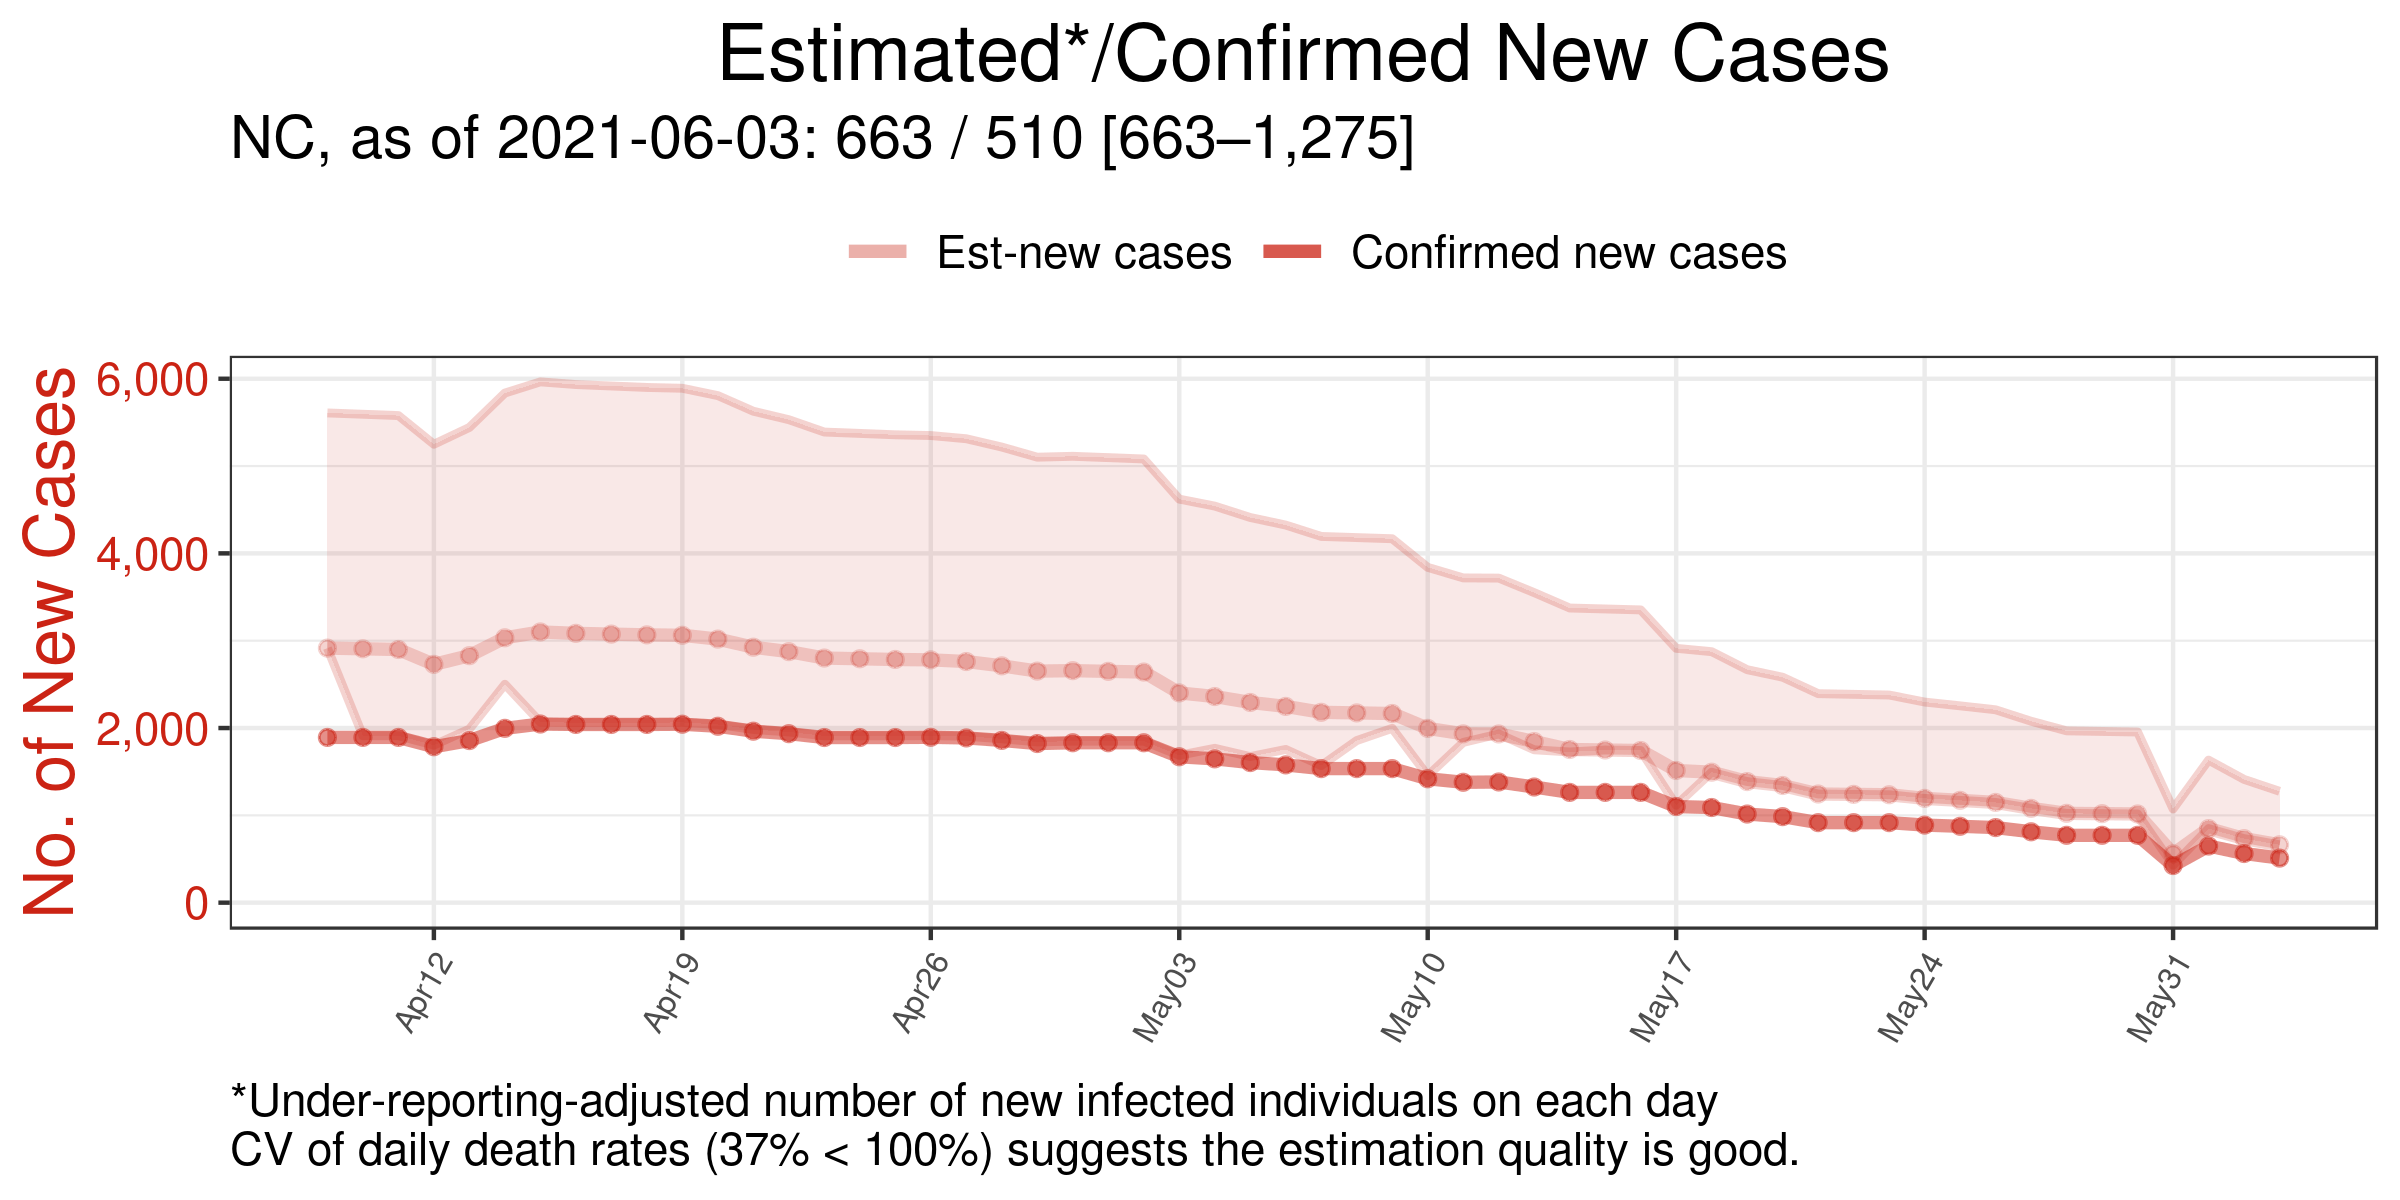 Estimated*/Confirmed New Cases
NC, as of 2021-06-03: 663 / 510 [663–1,275]
Est-new cases
Confirmed new cases
No. of New Cases
6,000
4,000
2,000
0
Apr12
Apr19
Apr26
May03
May10
May17
May24
May31
*Under-reporting-adjusted number of new infected individuals on each day
CV of daily death rates (37% < 100%) suggests the estimation quality is good.